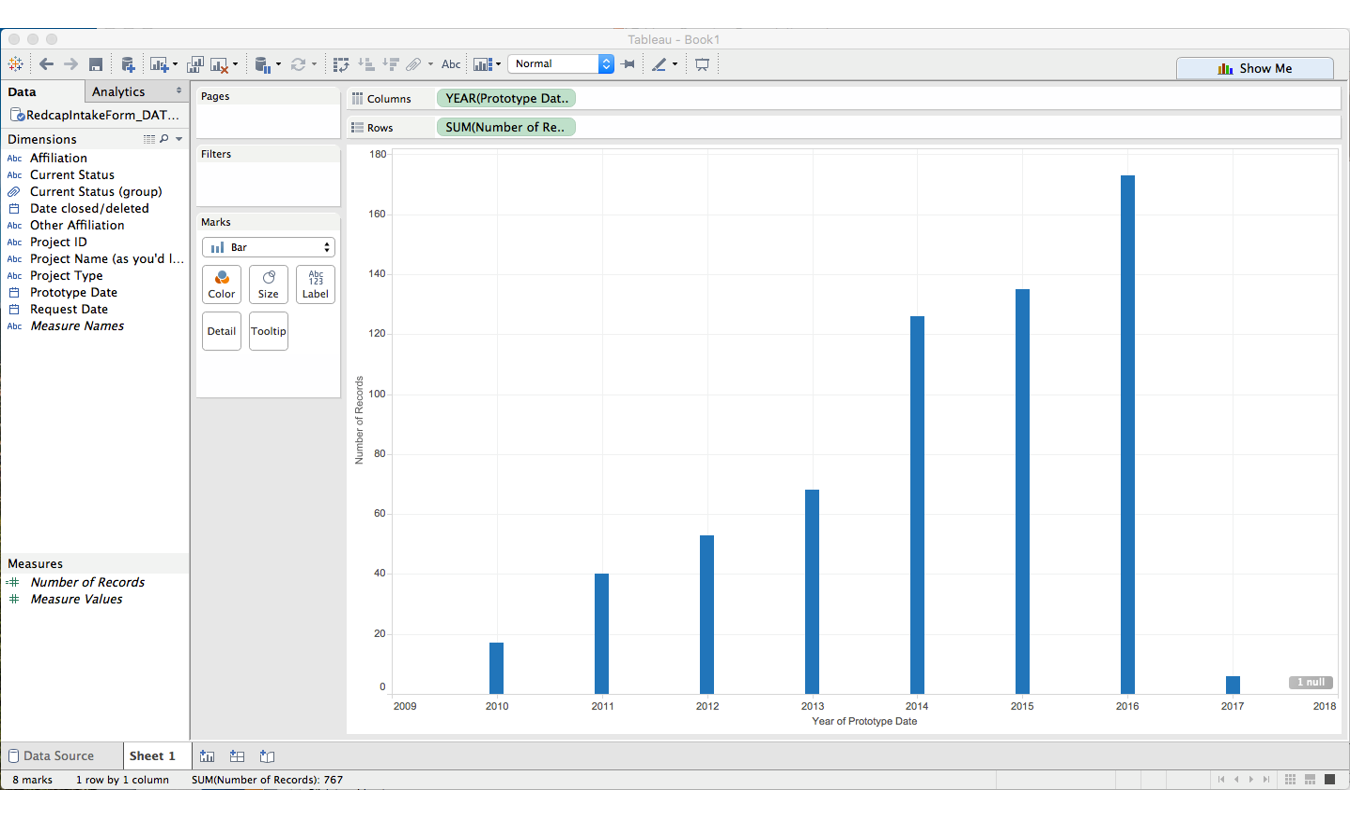 Tableau - Book1
Abc
Normal
Show Me
Data
Analytics
RedcapIntakeForm_DAT...
Dimensions
Abc Affiliation
Abc Current Status
Current Status (group)
Date closed/deleted
Abc Other Affiliation
Abc Project ID
Abc Project Name (as you'd l...
Abc Project Type
Prototype Date
Request Date
Abc Measure Names
Measures
Number of Records
Measure Values
Pages
Filters
Marks
Bar
Color
Size
Abc
123
Label
Detail
Tooltip
Columns
YEAR(Prototype Dat..
Rows
SUM(Number of Re..
180
160
140
120
100
80
60
40
20
0
Number of Records
1 null
2009 2010 2011 2012 2013 2014 2015 2016 2017 2018
Year of Prototype Date
Data Source
Sheet 1
8 marks 1 row by 1 column SUM(Number of Records): 767